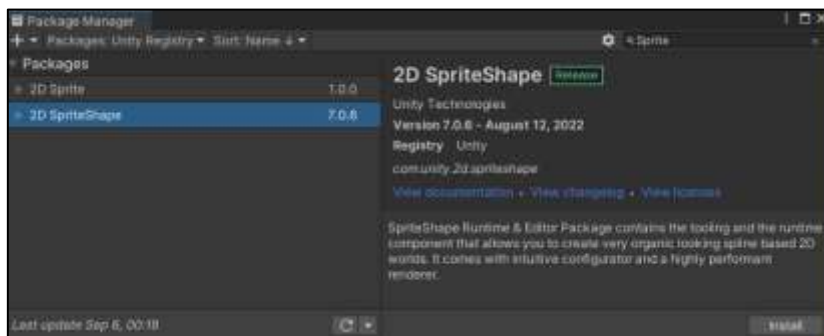 Package Manager
+ Packages: Unity Registry Sort: Name ↓
Sprite
Packages
2D Sprite 1.0.0
2D SpriteShape 7.0.6
2D SpriteShape Release
Unity Technologies
Version 7.0.6 - August 12, 2022
Registry Unity
com.unity.2d.spriteshape
View documentation • View changelog • View licenses
SpriteShape Runtime & Editor Package contains the tooling and the runtime
component that allows you to create very organic looking spline based 2D
worlds. It comes with intuitive configurator and a highly performant
renderer.
Last update Sep 6, 00:18
Install